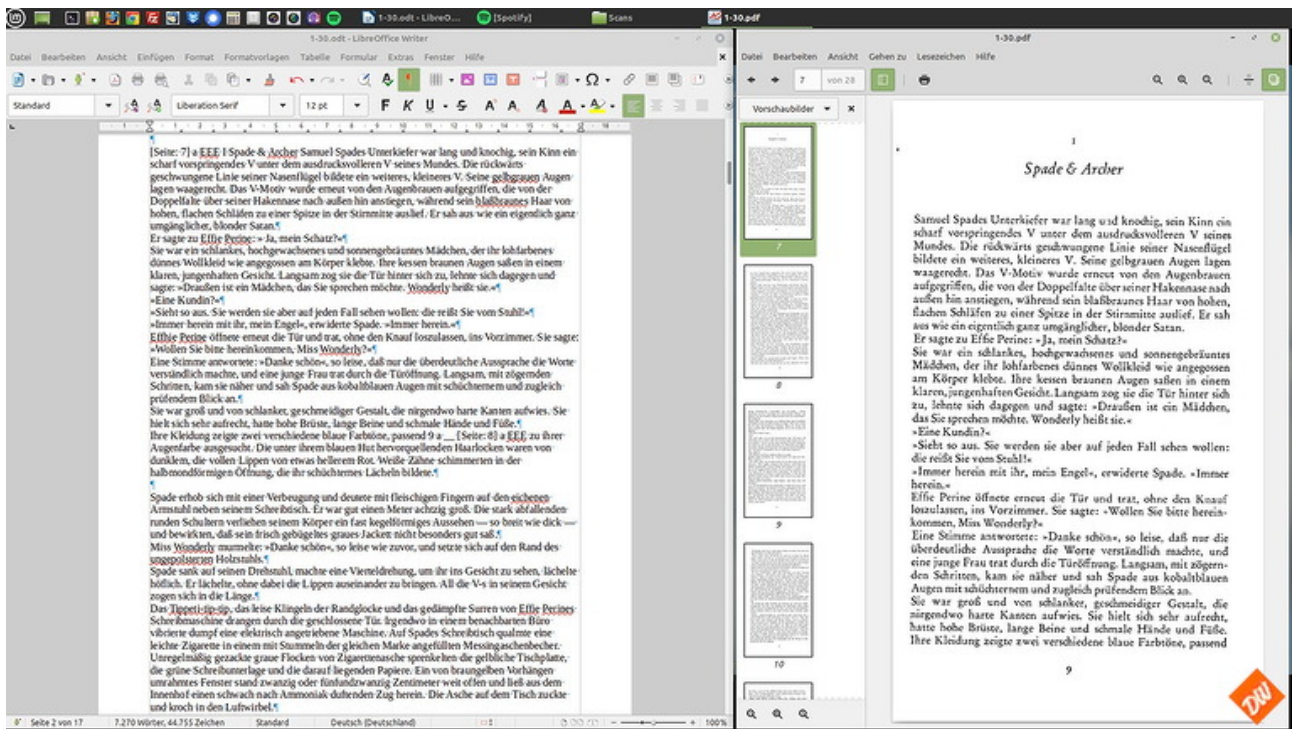 1-30.odt - LibreO...
[Spotify]
Scans
1-30.pdf
1-30.odt - LibreOffice Writer
Datei Bearbeiten Ansicht Einfügen Format Formatvorlagen Tabelle Formular Extras Fenster Hilfe
Standard
Liberation Serif
12 pt
F K U S
[Seite: 7] a EEE I Spade & Archer Samuel Spades Unterkiefer war lang und knochig, sein Kinn ein
scharf vorspringendes V unter dem ausdrucksvolleren V seines Mundes. Die rückwärts
geschwungene Linie seiner Nasenflügel bildete ein weiteres, kleineres V. Seine gelbgrauen Augen
lagen waagerecht. Das V-Motiv wurde erneut von den Augenbrauen aufgegriffen, die von der
Doppelfalte über seiner Hakennase nach außen hin anstiegen, während sein blaßbraunes Haar von
hohen, flachen Schläfen zu einer Spitze in der Stirnmitte auslief. Er sah aus wie ein eigentlich ganz
umgänglicher, blonder Satan.¶
Er sagte zu Effie Perine: » Ja, mein Schatz?«¶
Sie war ein schlankes, hochgewachsenes und sonnengebräuntes Mädchen, der ihr lohfarbenes
dünnes Wollkleid wie angegossen am Körper klebte. Ihre kessen braunen Augen saßen in einem
klaren, jungenhaften Gesicht. Langsam zog sie die Tür hinter sich zu, lehnte sich dagegen und
sagte: »Draußen ist ein Mädchen, das Sie sprechen möchte. Wonderly heißt sie.«¶
»Eine Kundin?«¶
»Sieht so aus. Sie werden sie aber auf jeden Fall sehen wollen: die reißt Sie vom Stuhl!«¶
»Immer herein mit ihr, mein Engel«, erwiderte Spade. »Immer herein.«¶
Effhie Perine öffnete erneut die Tür und trat, ohne den Knauf loszulassen, ins Vorzimmer. Sie sagte:
»Wollen Sie bitte hereinkommen, Miss Wonderly?«¶
Eine Stimme antwortete: »Danke schön«, so leise, daß nur die überdeutliche Aussprache die Worte
verständlich machte, und eine junge Frau trat durch die Türöffnung. Langsam, mit zögernden
Schritten, kam sie näher und sah Spade aus kobaltblauen Augen mit schüchternem und zugleich
prüfendem Blick an.¶
Sie war groß und von schlanker, geschmeidiger Gestalt, die nirgendwo harte Kanten aufwies. Sie
hielt sich sehr aufrecht, hatte hohe Brüste, lange Beine und schmale Hände und Füße.¶
Ihre Kleidung zeigte zwei verschiedene blaue Farbtöne, passend 9 a __ [Seite: 8] a EEE zu ihrer
Augenfarbe ausgesucht. Die unter ihrem blauen Hut hervorquellenden Haarlocken waren von
dunklem, die vollen Lippen von etwas hellerem Rot. Weiße Zähne schimmerten in der
halbmondförmigen Öffnung, die ihr schüchternes Lächeln bildete.¶
¶
Spade erhob sich mit einer Verbeugung und deutete mit fleischigen Fingern auf den eichenen
Armstuhl neben seinem Schreibtisch. Er war gut einen Meter achtzig groß. Die stark abfallenden
runden Schultern verliehen seinem Körper ein fast kegelförmiges Aussehen — so breit wie dick —
und bewirkten, daß sein frisch gebügeltes graues Jackett nicht besonders gut saß.¶
Miss Wonderly murmelte: »Danke schön«, so leise wie zuvor, und setzte sich auf den Rand des
ungepolsterten Holzstuhls.¶
Spade sank auf seinen Drehstuhl, machte eine Vierteldrehung, um ihr ins Gesicht zu sehen, lächelte
höflich. Er lächelte, ohne dabei die Lippen auseinander zu bringen. All die V-s in seinem Gesicht
zogen sich in die Länge.¶
Das Tippeti-tip-tip, das leise Klingeln der Randglocke und das gedämpfte Surren von Effie Perines
Schreibmaschine drangen durch die geschlossene Tür. Irgendwo in einem benachbarten Büro
vibrierte dumpf eine elektrisch angetriebene Maschine. Auf Spades Schreibtisch qualmte eine
leichte Zigarette in einem mit Stummeln der gleichen Marke angefüllten Messingaschenbecher.
Unregelmäßig gezackte graue Flocken von Zigarettenasche sprenkelten die gelbliche Tischplatte,
die grüne Schreibunterlage und die darauf liegenden Papiere. Ein von braungelben Vorhängen
umrahmtes Fenster stand zwanzig oder fünfundzwanzig Zentimeter weit offen und ließ aus dem
Innenhof einen schwach nach Ammoniak duftenden Zug herein. Die Asche auf dem Tisch zuckte
und kroch in den Luftwirbel.¶
Seite 2 von 17 7.270 Wörter, 44.755 Zeichen Standard Deutsch (Deutschland) 100%
1-30.pdf
Datei Bearbeiten Ansicht Gehen zu Lesezeichen Hilfe
7 von 28
Vorschaubilder
7
8
9
10
1
Spade & Archer
Samuel Spades Unterkiefer war lang und knochig, sein Kinn ein
scharf vorspringendes V unter dem ausdrucksvolleren V seines
Mundes. Die rückwärts geschwungene Linie seiner Nasenflügel
bildete ein weiteres, kleineres V. Seine gelbgrauen Augen lagen
waagerecht. Das V-Motiv wurde erneut von den Augenbrauen
aufgegriffen, die von der Doppelfalte über seiner Hakennase nach
außen hin anstiegen, während sein blaßbraunes Haar von hohen,
flachen Schläfen zu einer Spitze in der Stirnmitte auslief. Er sah
aus wie ein eigentlich ganz umgänglicher, blonder Satan.
Er sagte zu Effie Perine: »Ja, mein Schatz?«
Sie war ein schlankes, hochgewachsenes und sonnengebräuntes
Mädchen, der ihr lohfarbenes dünnes Wollkleid wie angegossen
am Körper klebte. Ihre kessen braunen Augen saßen in einem
klaren, jungenhaften Gesicht. Langsam zog sie die Tür hinter sich
zu, lehnte sich dagegen und sagte: »Draußen ist ein Mädchen,
das Sie sprechen möchte. Wonderly heißt sie.«
»Eine Kundin?«
»Sieht so aus. Sie werden sie aber auf jeden Fall sehen wollen:
die reißt Sie vom Stuhl!«
»Immer herein mit ihr, mein Engel«, erwiderte Spade. »Immer
herein.«
Effie Perine öffnete erneut die Tür und trat, ohne den Knauf
loszulassen, ins Vorzimmer. Sie sagte: »Wollen Sie bitte herein-
kommen, Miss Wonderly?«
Eine Stimme antwortete: »Danke schön«, so leise, daß nur die
überdeutliche Aussprache die Worte verständlich machte, und
eine junge Frau trat durch die Türöffnung. Langsam, mit zögern-
den Schritten, kam sie näher und sah Spade aus kobaltblauen
Augen mit schüchternem und zugleich prüfendem Blick an.
Sie war groß und von schlanker, geschmeidiger Gestalt, die
nirgendwo harte Kanten aufwies. Sie hielt sich sehr aufrecht,
hatte hohe Brüste, lange Beine und schmale Hände und Füße.
Ihre Kleidung zeigte zwei verschiedene blaue Farbtöne, passend
9
DW